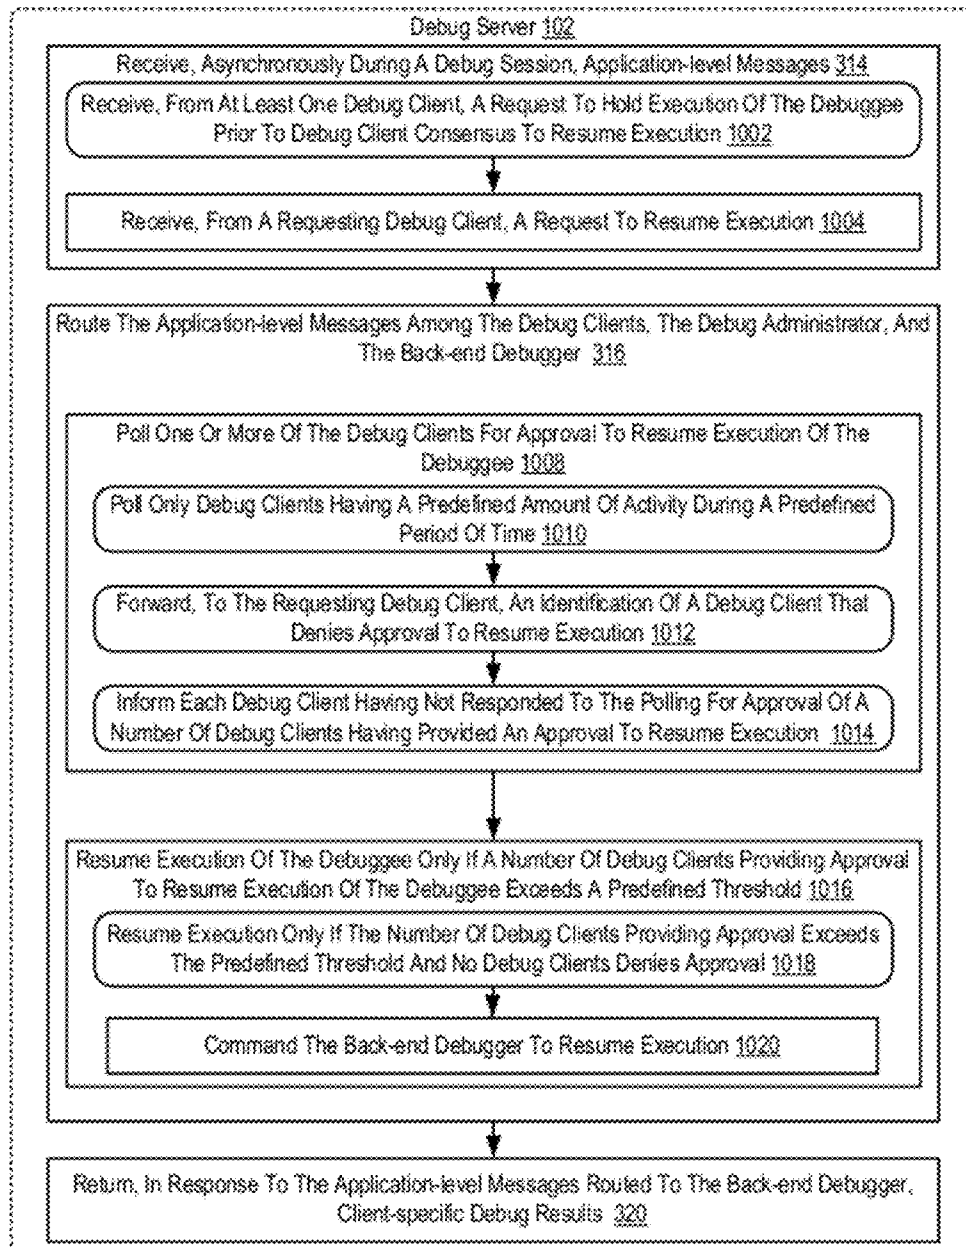 Debug Server 102
Receive, Asynchronously During A Debug Session, Application-level Messages 314
Receive, From At Least One Debug Client, A Request To Hold Execution Of The Debuggee
Prior To Debug Client Consensus To Resume Execution 1002
Receive, From A Requesting Debug Client, A Request To Resume Execution 1004
Route The Application-level Messages Among The Debug Clients, The Debug Administrator, And
The Back-end Debugger 316
Poll One Or More Of The Debug Clients For Approval To Resume Execution Of The
Debuggee 1008
Poll Only Debug Clients Having A Predefined Amount Of Activity During A Predefined
Period Of Time 1010
Forward, To The Requesting Debug Client, An Identification Of A Debug Client That
Denies Approval To Resume Execution 1012
Inform Each Debug Client Having Not Responded To The Polling For Approval Of A
Number Of Debug Clients Having Provided An Approval To Resume Execution 1014
Resume Execution Of The Debuggee Only If A Number Of Debug Clients Providing Approval
To Resume Execution Of The Debuggee Exceeds A Predefined Threshold 1016
Resume Execution Only If The Number Of Debug Clients Providing Approval Exceeds
The Predefined Threshold And No Debug Clients Denies Approval 1018
Command The Back-end Debugger To Resume Execution 1020
Return, In Response To The Application-level Messages Routed To The Back-end Debugger,
Client-specific Debug Results 320